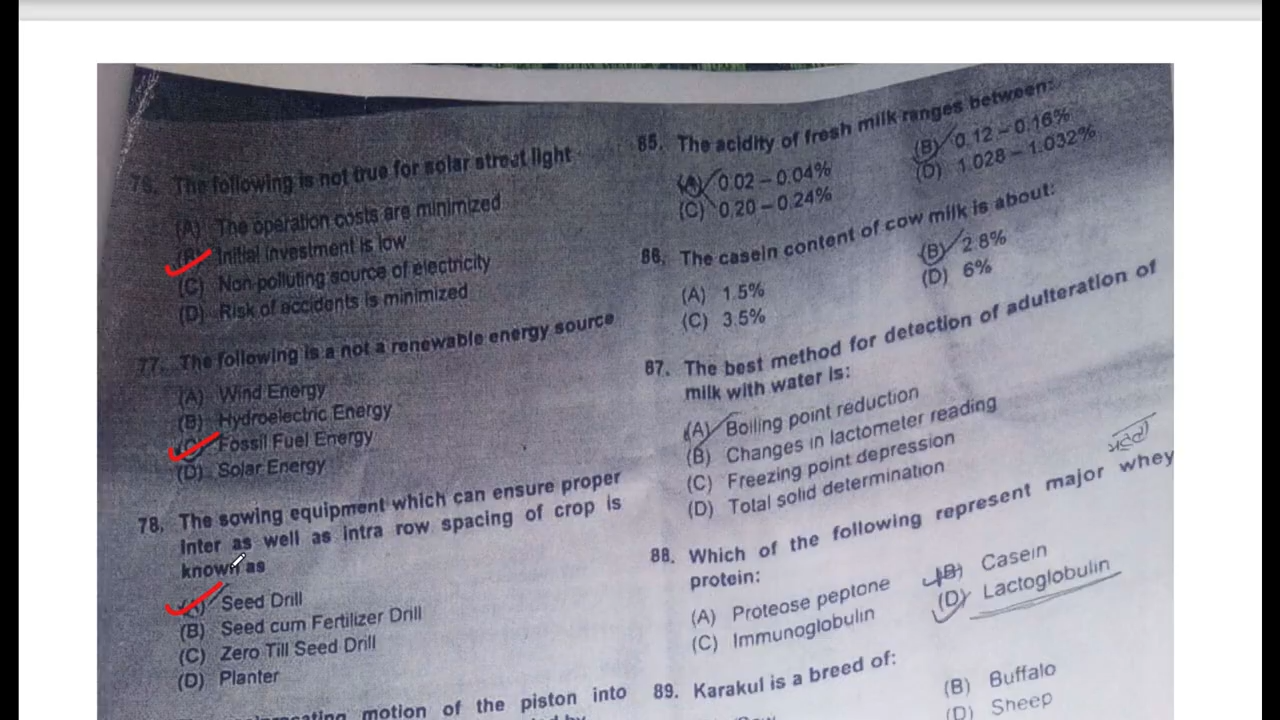 76. The following is not true for solar street light
(A) The operation costs are minimized
(B) Initial investment is low
(C) Non polluting source of electricity
(D) Risk of accidents is minimized
77. The following is a not a renewable energy source
(A) Wind Energy
(B) Hydroelectric Energy
(C) Fossil Fuel Energy
(D) Solar Energy
78. The sowing equipment which can ensure proper
inter as well as intra row spacing of crop is
known as
(A) Seed Drill
(B) Seed cum Fertilizer Drill
(C) Zero Till Seed Drill
(D) Planter
motion of the piston into
85. The acidity of fresh milk ranges between:
(A) 0.02 – 0.04% (B) 0.12 – 0.16%
(C) 0.20 – 0.24% (D) 1.028 – 1.032%
86. The casein content of cow milk is about:
(A) 1.5% (B) 2.8%
(C) 3.5% (D) 6%
87. The best method for detection of adulteration of
milk with water is:
(A) Boiling point reduction
(B) Changes in lactometer reading
(C) Freezing point depression
(D) Total solid determination
88. Which of the following represent major whey
protein:
(A) Proteose peptone (B) Casein
(C) Immunoglobulin (D) Lactoglobulin
89. Karakul is a breed of:
(B) Buffalo
(D) Sheep